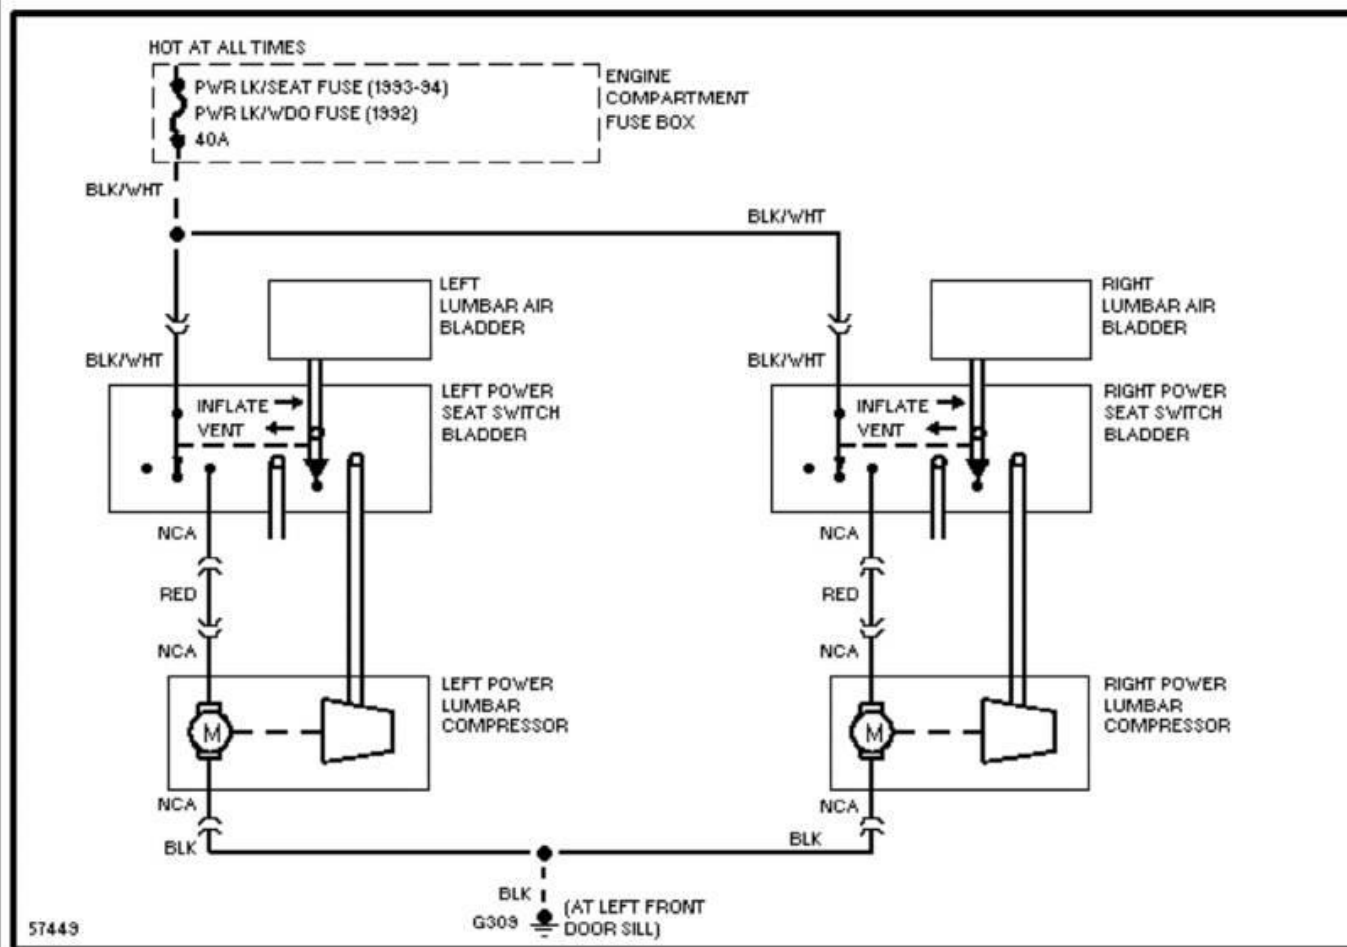 HOT AT ALL TIMES
PWR LK/SEAT FUSE (1993-94)
PWR LK/WDO FUSE (1992)
40A
ENGINE
COMPARTMENT
FUSE BOX
BLK/WHT
BLK/WHT
LEFT
LUMBAR AIR
BLADDER
RIGHT
LUMBAR AIR
BLADDER
BLK/WHT
BLK/WHT
INFLATE
VENT
LEFT POWER
SEAT SWITCH
BLADDER
INFLATE
VENT
RIGHT POWER
SEAT SWITCH
BLADDER
NCA
NCA
RED
RED
NCA
NCA
LEFT POWER
LUMBAR
COMPRESSOR
RIGHT POWER
LUMBAR
COMPRESSOR
M
M
NCA
NCA
BLK
BLK
BLK
G309
(AT LEFT FRONT
DOOR SILL)
57449